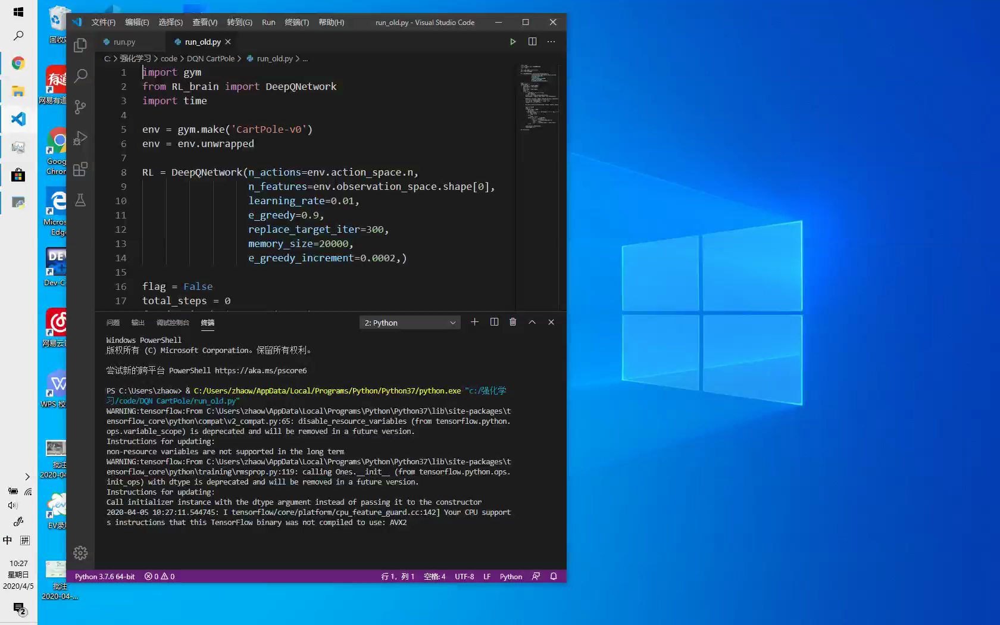 文件(F) 编辑(E) 选择(S) 查看(V) 转到(G) Run 终端(T) 帮助(H) run_old.py - Visual Studio Code
run.py run_old.py
C: > 强化学习 > code > DQN CartPole > run_old.py > ...
1 import gym
2 from RL_brain import DeepQNetwork
3 import time
4
5 env = gym.make('CartPole-v0')
6 env = env.unwrapped
7
8 RL = DeepQNetwork(n_actions=env.action_space.n,
9 n_features=env.observation_space.shape[0],
10 learning_rate=0.01,
11 e_greedy=0.9,
12 replace_target_iter=300,
13 memory_size=20000,
14 e_greedy_increment=0.0002,)
15
16 flag = False
17 total_steps = 0
问题 输出 调试控制台 终端 2: Python
Windows PowerShell
版权所有 (C) Microsoft Corporation。保留所有权利。
尝试新的跨平台 PowerShell https://aka.ms/pscore6
PS C:\Users\zhaow> & C:/Users/zhaow/AppData/Local/Programs/Python/Python37/python.exe "c:/强化学
习/code/DQN CartPole/run_old.py"
WARNING:tensorflow:From C:\Users\zhaow\AppData\Local\Programs\Python\Python37\lib\site-packages\t
ensorflow_core\python\compat\v2_compat.py:65: disable_resource_variables (from tensorflow.python.
ops.variable_scope) is deprecated and will be removed in a future version.
Instructions for updating:
non-resource variables are not supported in the long term
WARNING:tensorflow:From C:\Users\zhaow\AppData\Local\Programs\Python\Python37\lib\site-packages\t
ensorflow_core\python\training\rmsprop.py:119: calling Ones.__init__ (from tensorflow.python.ops.
init_ops) with dtype is deprecated and will be removed in a future version.
Instructions for updating:
Call initializer instance with the dtype argument instead of passing it to the constructor
2020-04-05 10:27:11.544745: I tensorflow/core/platform/cpu_feature_guard.cc:142] Your CPU support
s instructions that this TensorFlow binary was not compiled to use: AVX2
Python 3.7.6 64-bit 0 0 行 1，列 1 空格: 4 UTF-8 LF Python
回收站
有道
网易有道
Goog
Chron
Micros
Edg
DEV
Dev-C
网易云音
W
WPS 校
批注
2020-04
EV录
批注
2020-04-...
中 拼
10:27
星期日
2020/4/5
2